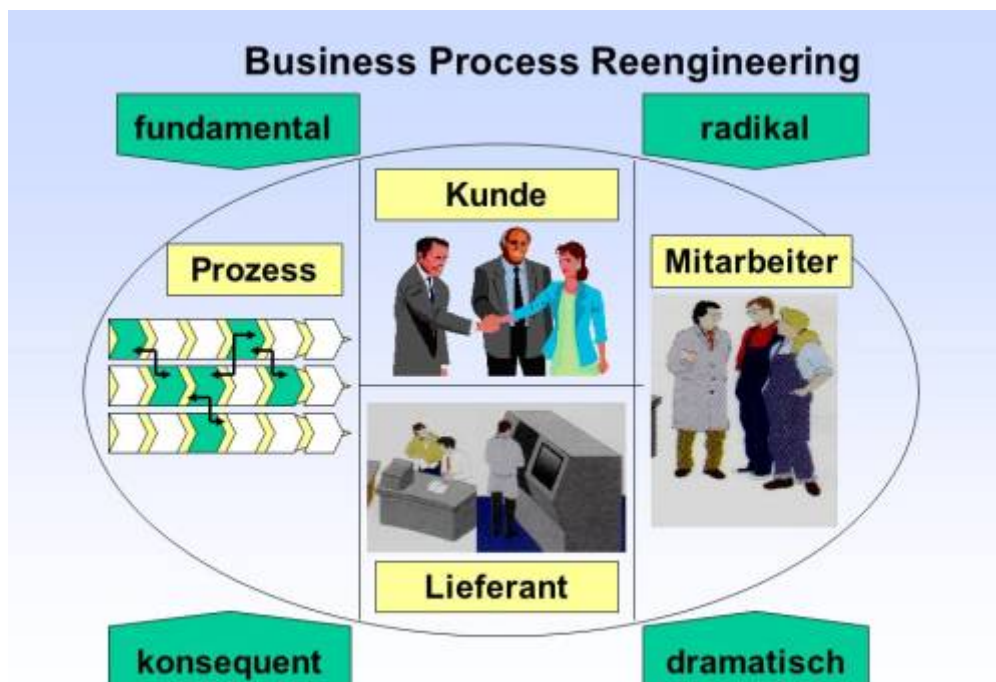 Business Process Reengineering
fundamental
radikal
Kunde
Prozess
Mitarbeiter
Lieferant
konsequent
dramatisch